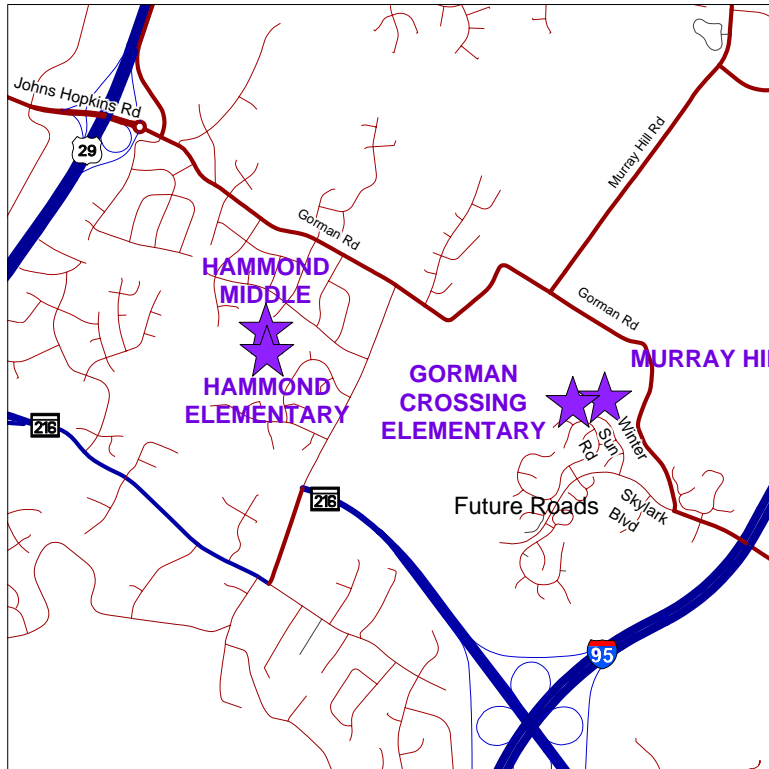 Johns Hopkins Rd
29
Murray Hill Rd
Gorman Rd
HAMMOND
MIDDLE
Gorman Rd
MURRAY HIL
GORMAN
CROSSING
ELEMENTARY
HAMMOND
ELEMENTARY
216
Winter
Sun
Rd
216
Future Roads
Skylark
Blvd
95